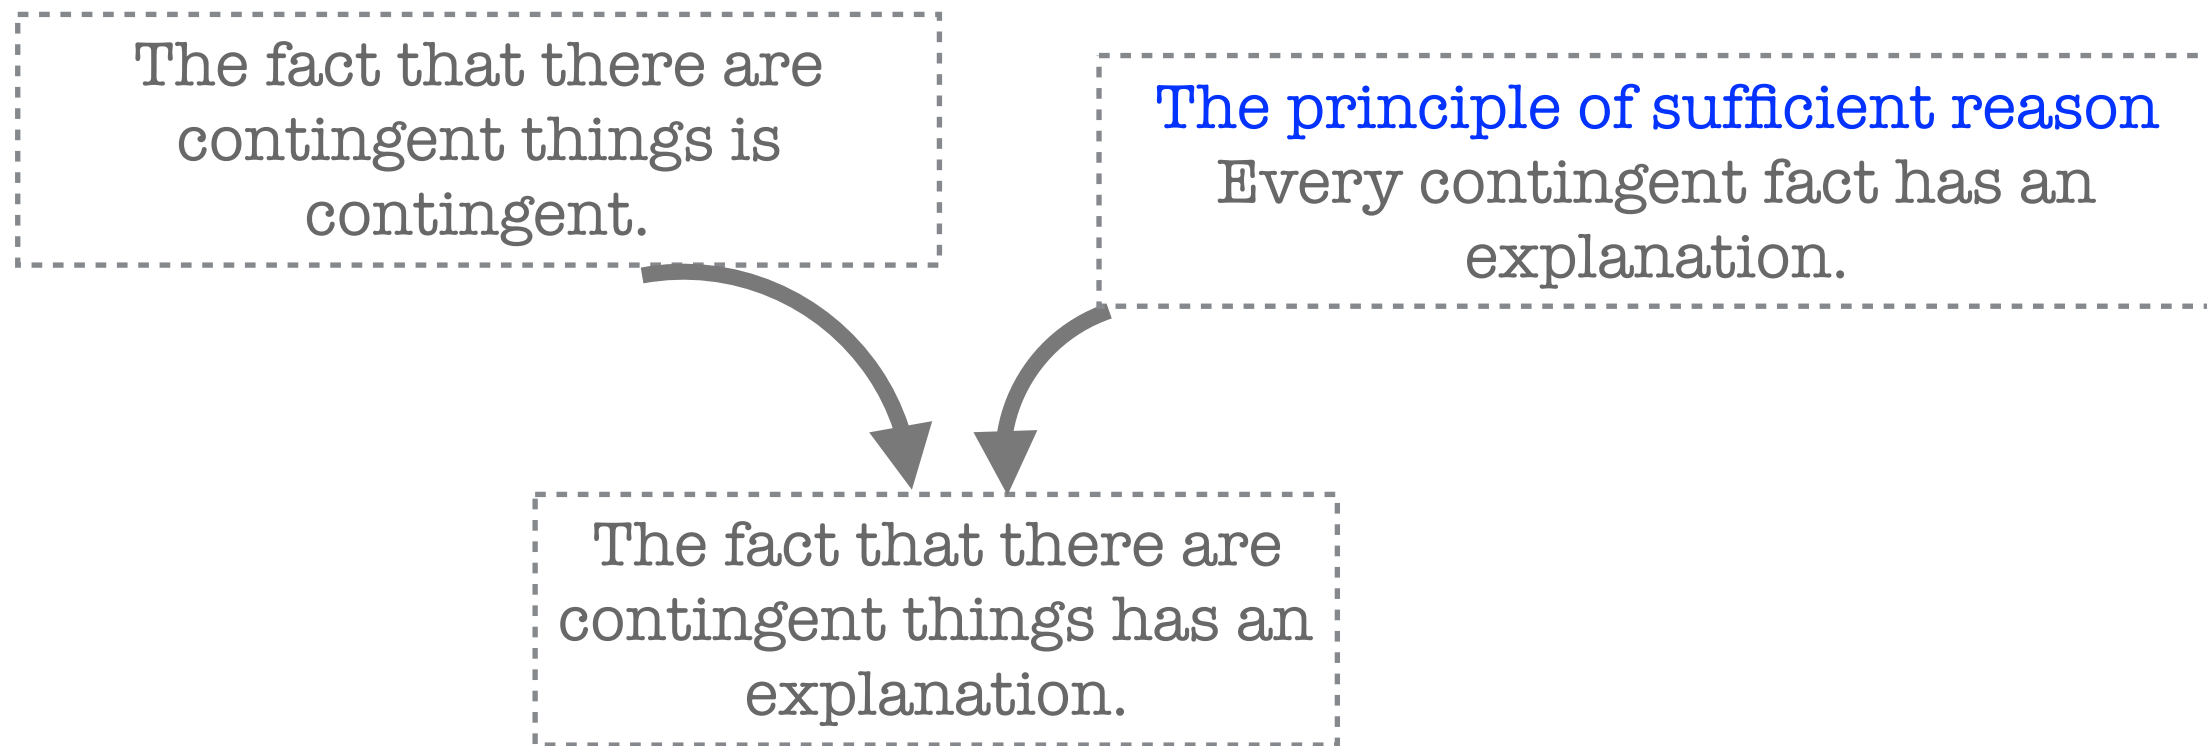 The fact that there are
contingent things is
contingent.
The principle of sufficient reason
Every contingent fact has an
explanation.
The fact that there are
contingent things has an
explanation.